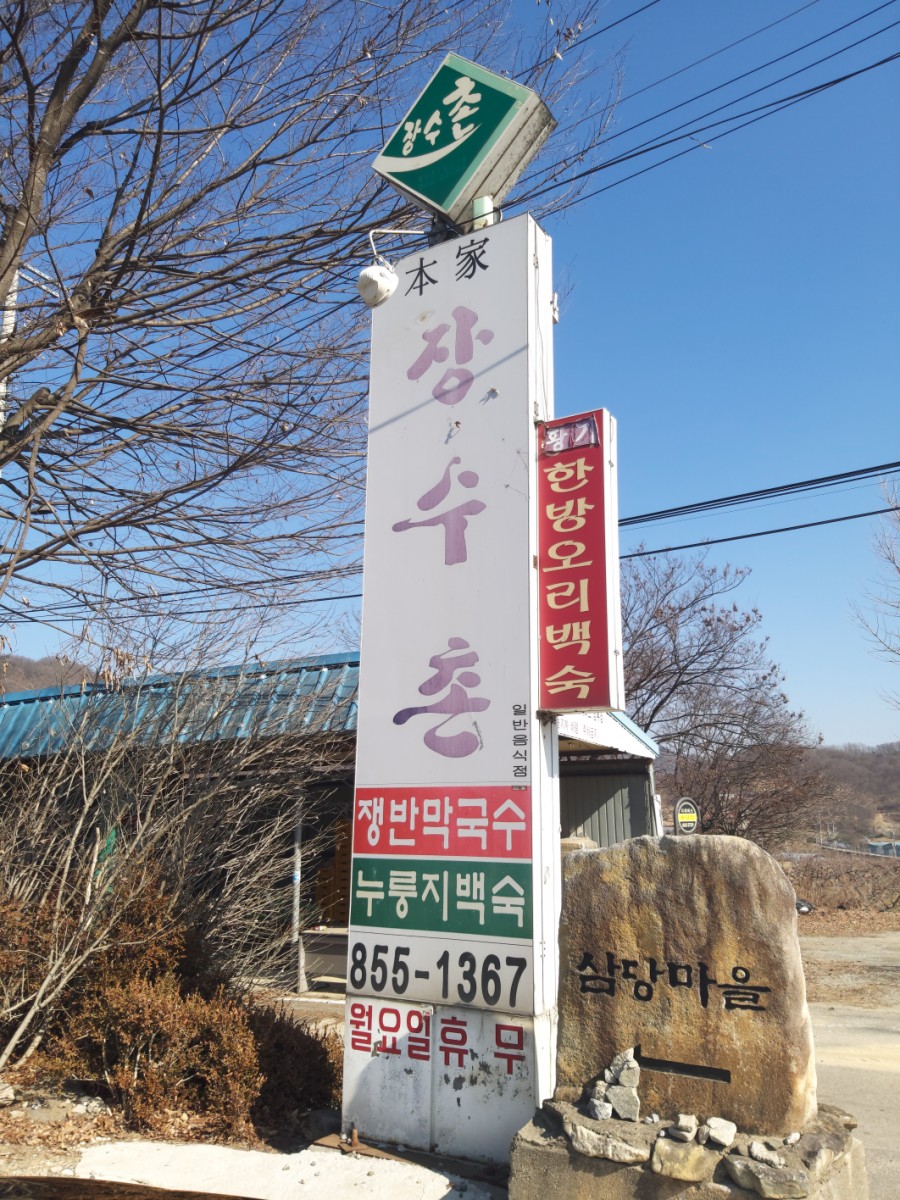 장수촌
本家
장수촌
일반음식점
황기
한방오리백숙
쟁반막국수
누룽지백숙
855-1367
월요일휴무
삼당마을